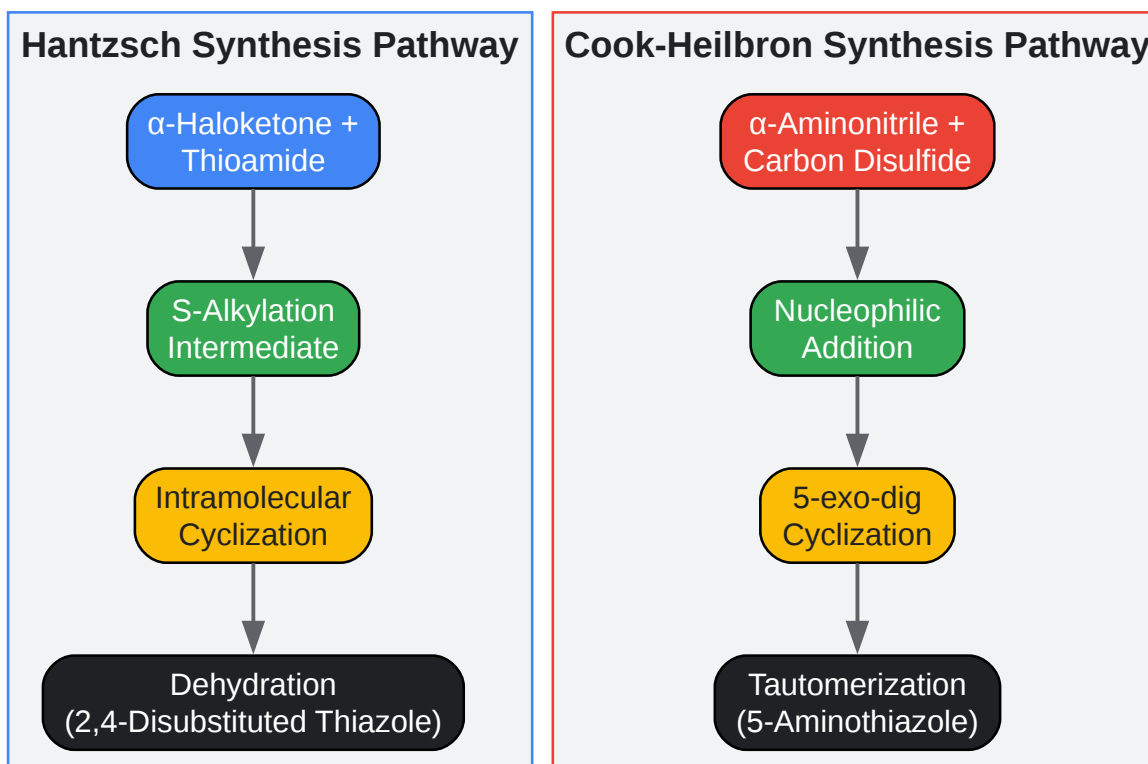 Hantzsch Synthesis Pathway
α-Haloketone +
Thioamide
S-Alkylation
Intermediate
Intramolecular
Cyclization
Dehydration
(2,4-Disubstituted Thiazole)
Cook-Heilbron Synthesis Pathway
α-Aminonitrile +
Carbon Disulfide
Nucleophilic
Addition
5-exo-dig
Cyclization
Tautomerization
(5-Aminothiazole)